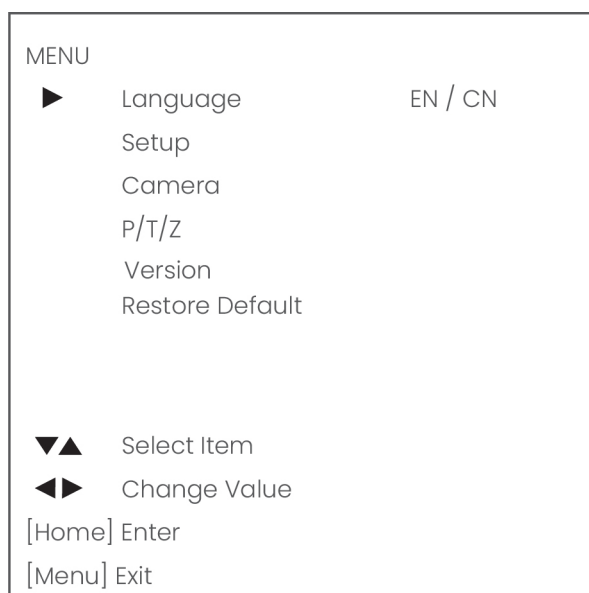 MENU
▶ Language EN / CN
Setup
Camera
P/T/Z
Version
Restore Default
▼▲ Select Item
◀▶ Change Value
[Home] Enter
[Menu] Exit